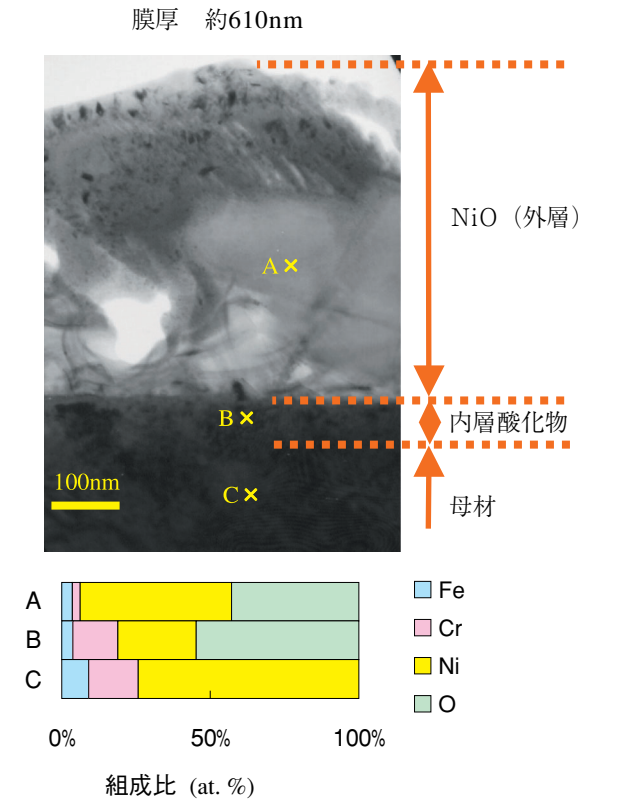 膜厚　約610nm
NiO（外層）
A ×
B ×
内層酸化物
100nm
C ×
母材
A
B
C
Fe
Cr
Ni
O
0% 50% 100%
組成比 (at. %)